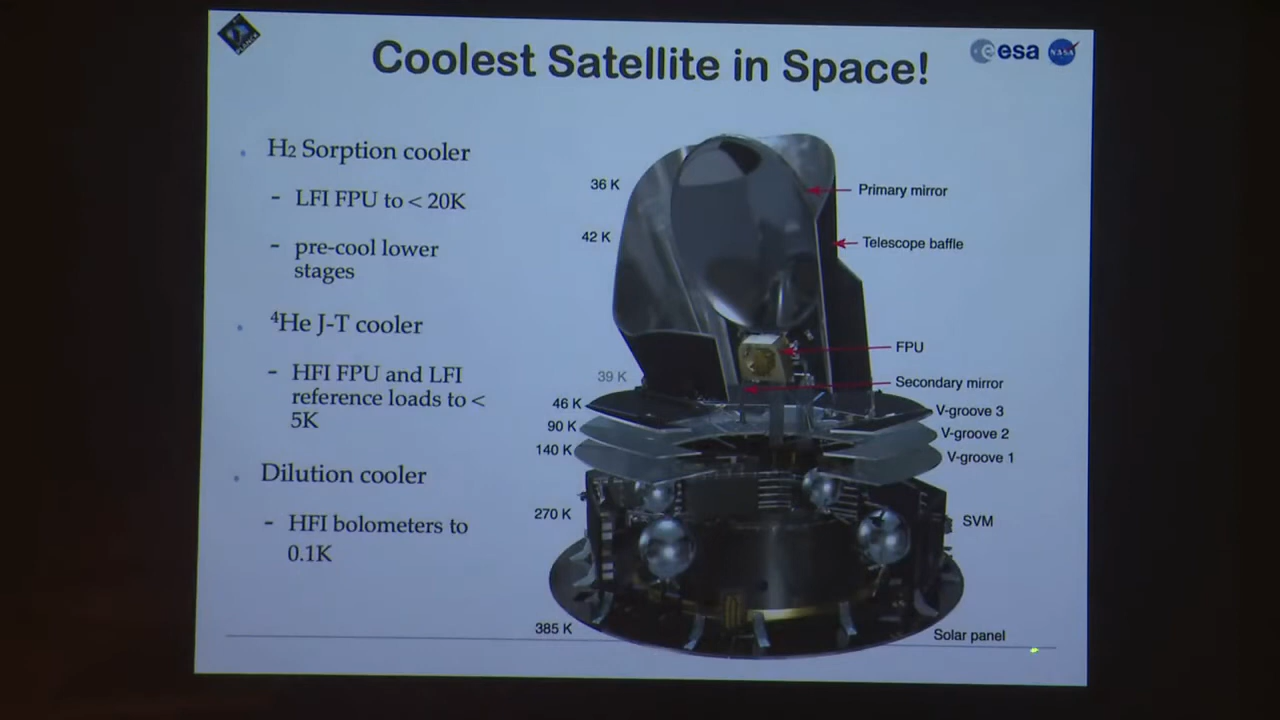 Coolest Satellite in Space!
esa
NASA
H2 Sorption cooler
- LFI FPU to < 20K
- pre-cool lower
stages
4He J-T cooler
- HFI FPU and LFI
reference loads to <
5K
Dilution cooler
- HFI bolometers to
0.1K
36 K
Primary mirror
42 K
Telescope baffle
FPU
39 K
Secondary mirror
46 K
V-groove 3
90 K
V-groove 2
140 K
V-groove 1
270 K
SVM
385 K
Solar panel